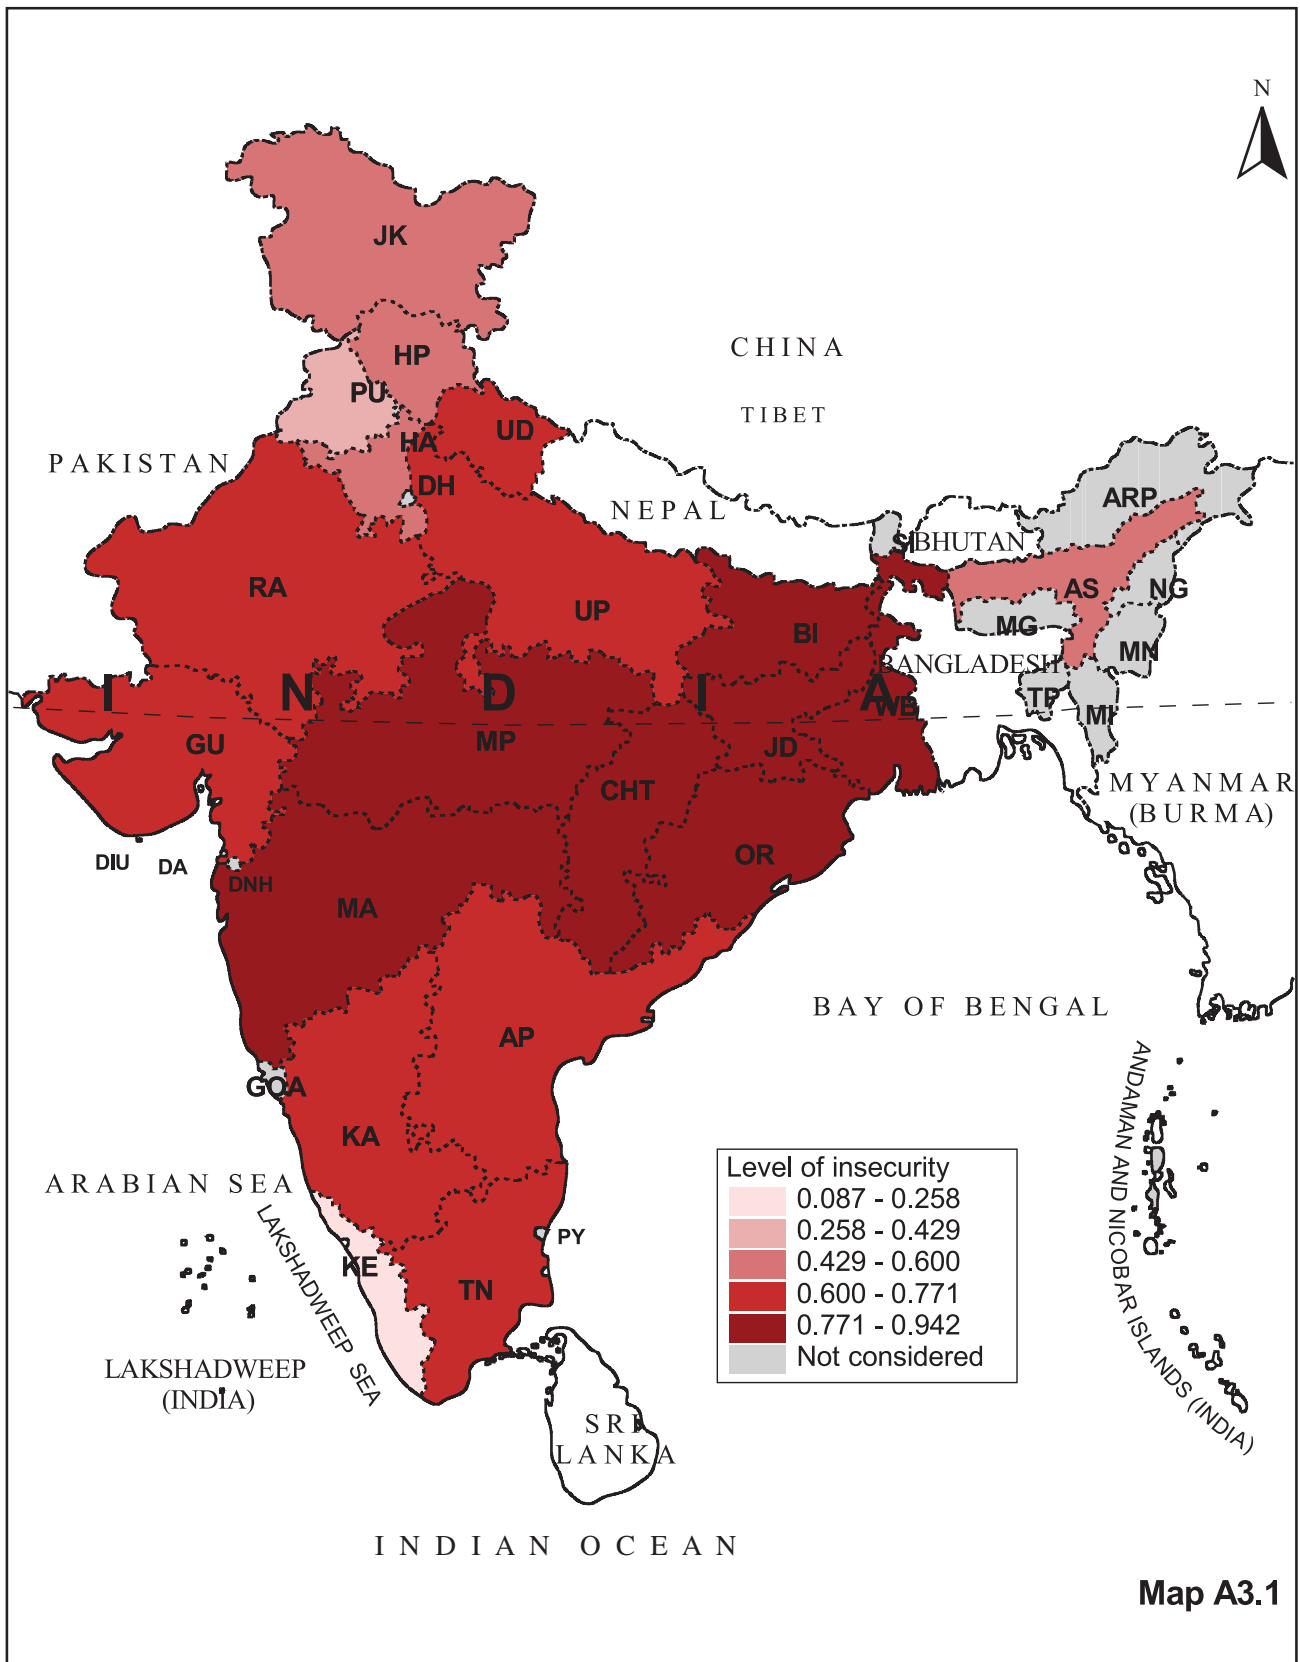 N
JK
HP
CHINA
PU
TIBET
UD
HA
PAKISTAN
DH
ARP
NEPAL
SI
BHUTAN
RA
AS
NG
UP
BI
MG
MN
BANGLADESH
I N D I A
TP
WB
MI
GU
MP
JD
CHT
MYANMAR
(BURMA)
OR
DIU
DA
DNH
MA
BAY OF BENGAL
AP
GOA
KA
ANDAMAN AND NICOBAR ISLANDS (INDIA)
ARABIAN SEA
LAKSHADWEEP SEA
PY
KE
TN
LAKSHADWEEP
(INDIA)
Level of insecurity
0.087 - 0.258
0.258 - 0.429
0.429 - 0.600
0.600 - 0.771
0.771 - 0.942
Not considered
SRI
LANKA
INDIAN OCEAN
Map A3.1